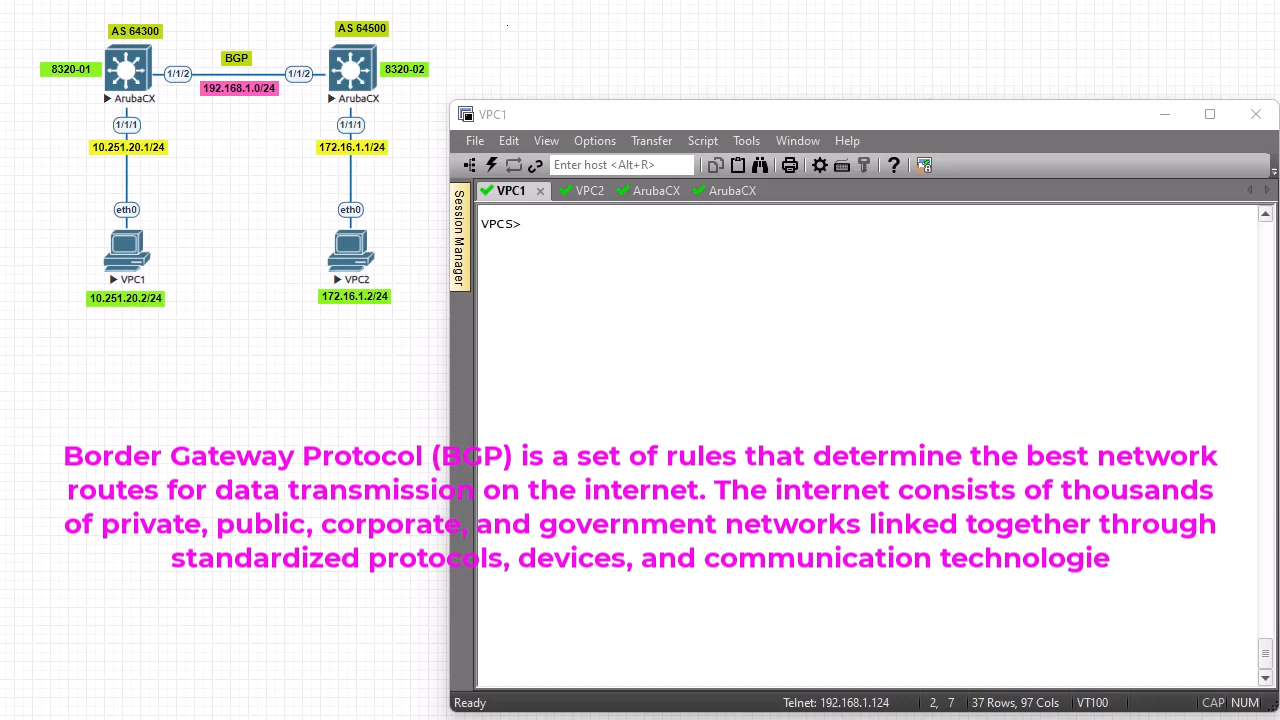 AS 64300
AS 64500
BGP
8320-01
1/1/2
1/1/2
8320-02
192.168.1.0/24
ArubaCX
ArubaCX
1/1/1
1/1/1
10.251.20.1/24
172.16.1.1/24
eth0
eth0
VPC1
VPC2
10.251.20.2/24
172.16.1.2/24
VPC1
File Edit View Options Transfer Script Tools Window Help
Enter host <Alt+R>
VPC1 VPC2 ArubaCX ArubaCX
Session Manager
VPCS>
Border Gateway Protocol (BGP) is a set of rules that determine the best network
routes for data transmission on the internet. The internet consists of thousands
of private, public, corporate, and government networks linked together through
standardized protocols, devices, and communication technologie
Ready Telnet: 192.168.1.124 2, 7 37 Rows, 97 Cols VT100 CAP NUM